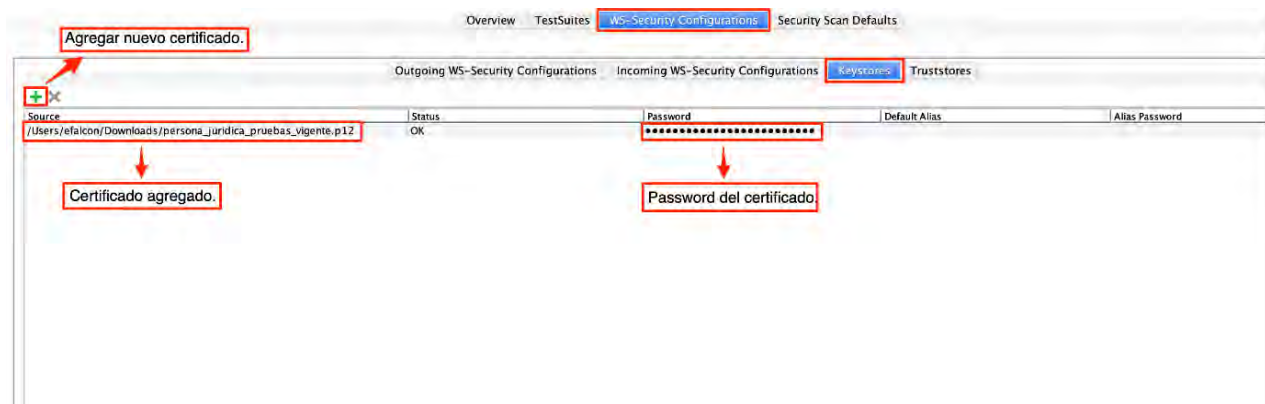 Overview TestSuites WS-Security Configurations Security Scan Defaults
Agregar nuevo certificado.
Outgoing WS-Security Configurations Incoming WS-Security Configurations Keystores Truststores
Source Status Password Default Alias Alias Password
/Users/efalcon/Downloads/persona_juridica_pruebas_vigente.p12 OK ••••••••••••••••••••••••••
Certificado agregado. Password del certificado.